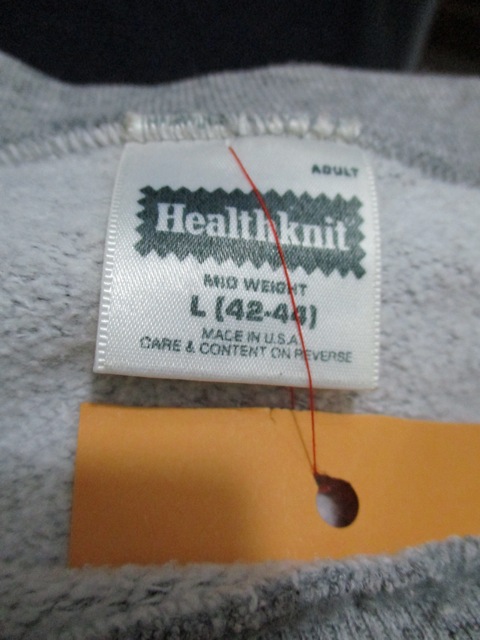 ADULT
Healthknit
MID WEIGHT
L (42-44)
MADE IN U.S.A.
CARE & CONTENT ON REVERSE